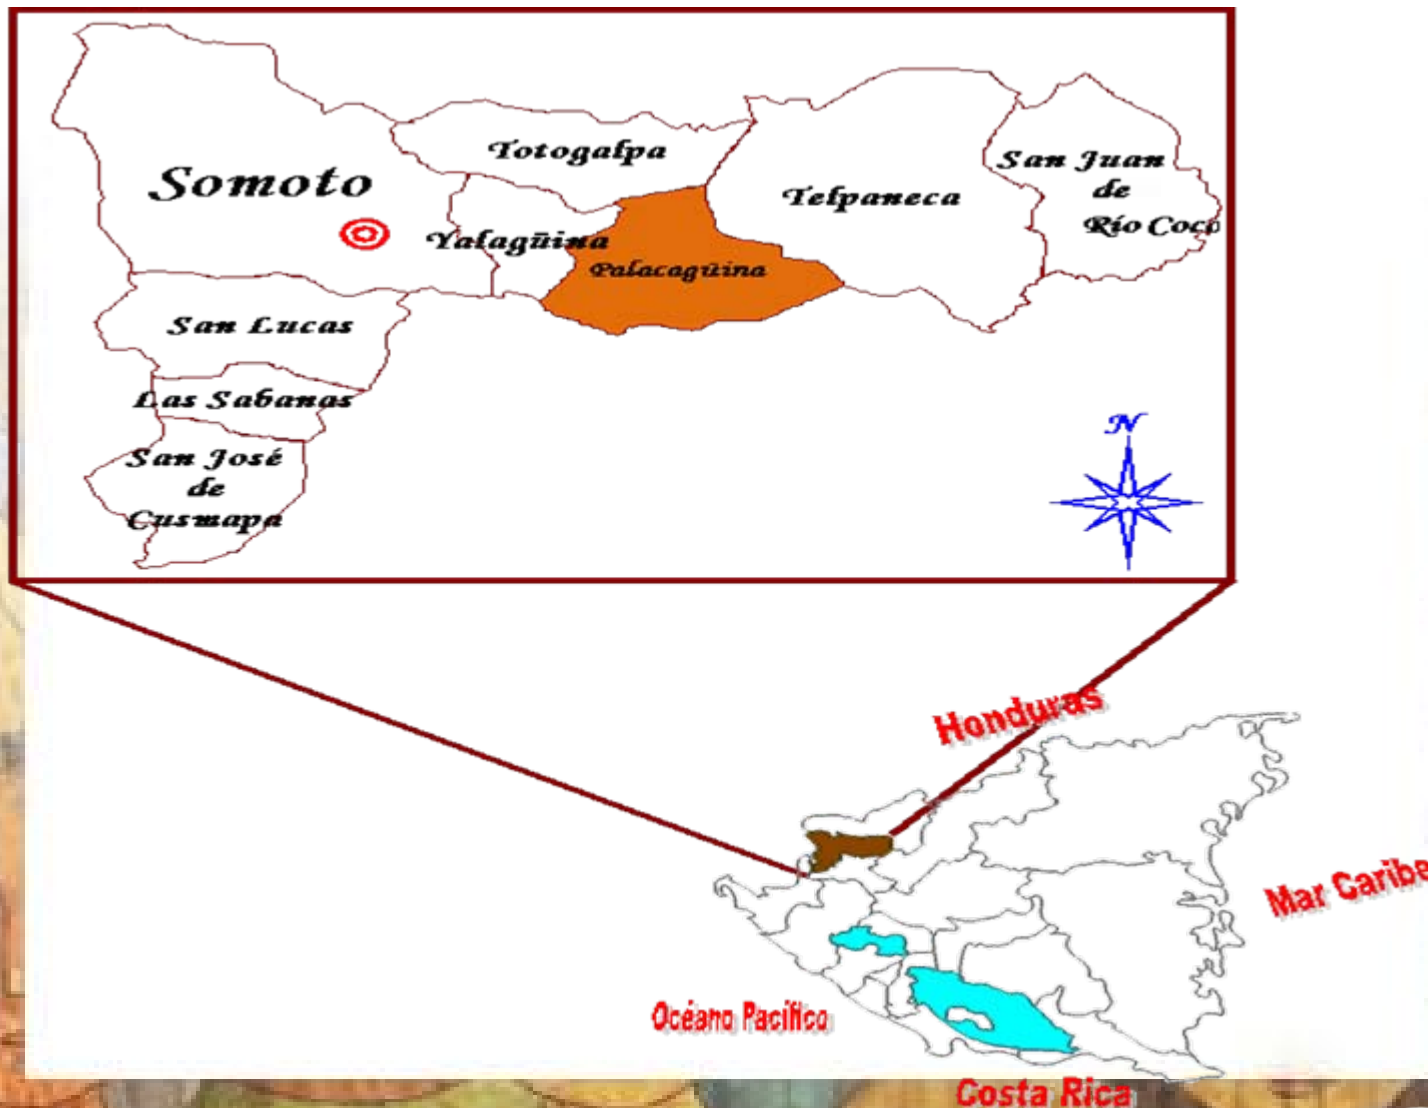 Totogalpa
Somoto
San Juan
de
Río Coco
Telpaneca
Yalagüina
Palacagüina
San Lucas
Las Sabanas
San José
de
Cusmapa
N
Honduras
Mar Caribe
Océano Pacífico
Costa Rica